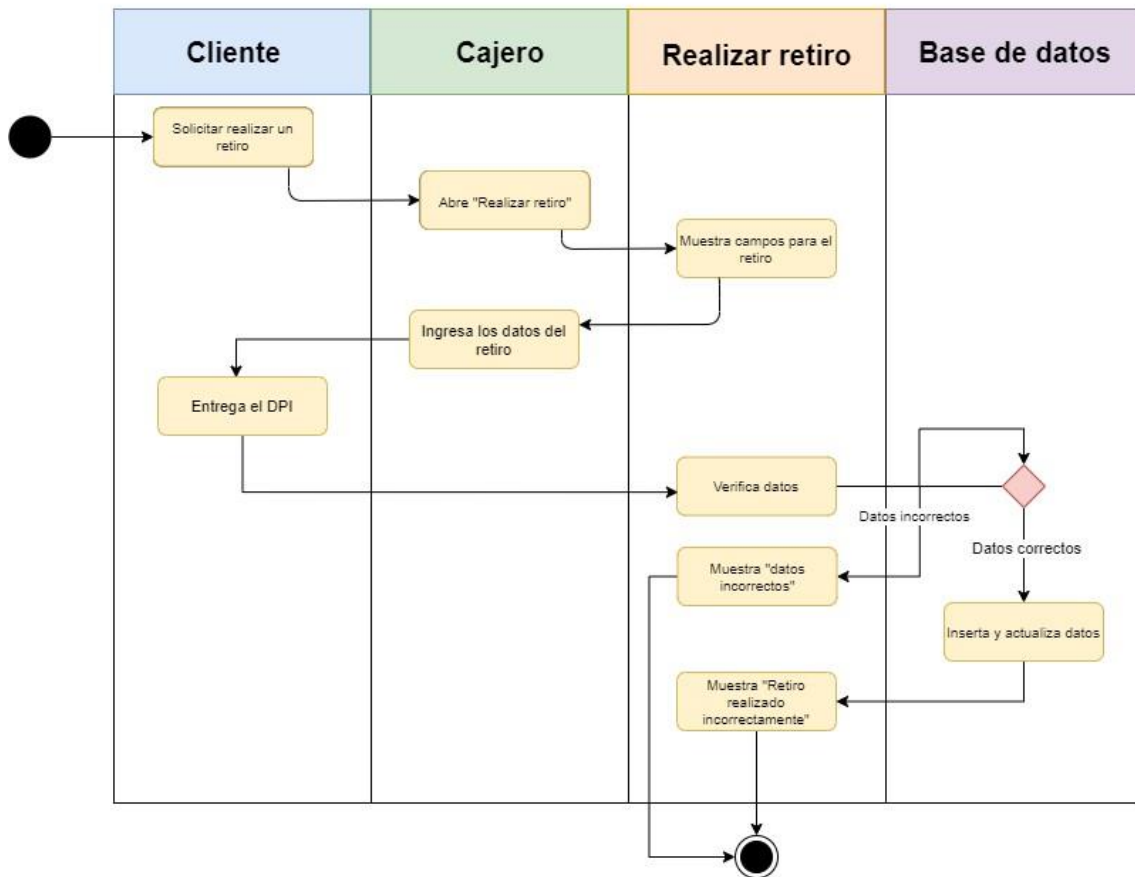 Cliente
Cajero
Realizar retiro
Base de datos
Solicitar realizar un
retiro
Abre "Realizar retiro"
Muestra campos para el
retiro
Ingresa los datos del
retiro
Entrega el DPI
Verifica datos
Datos incorrectos
Datos correctos
Muestra "datos
incorrectos"
Inserta y actualiza datos
Muestra "Retiro
realizado
incorrectamente"